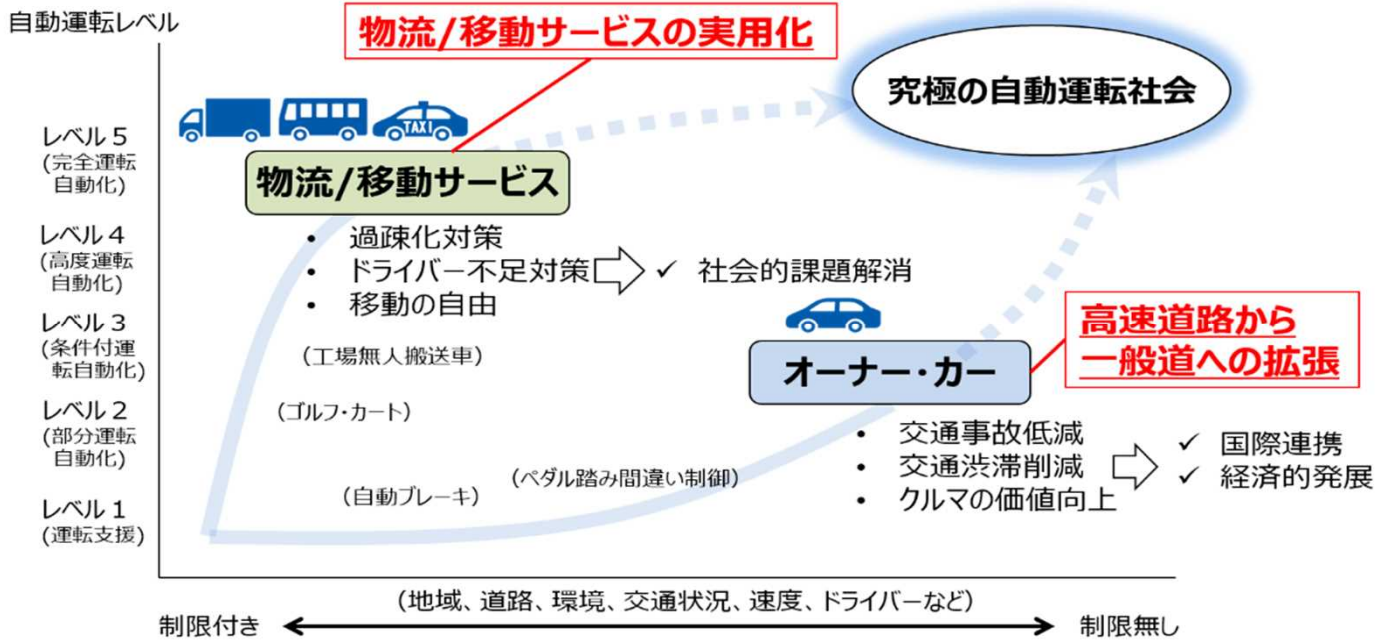 自動運転レベル
物流/移動サービスの実用化
究極の自動運転社会
TAXI
レベル５
(完全運転
自動化)
物流/移動サービス
レベル４
(高度運転
自動化)
• 過疎化対策
• ドライバー不足対策
• 移動の自由
✓ 社会的課題解消
レベル３
(条件付運
転自動化)
(工場無人搬送車)
高速道路から
一般道への拡張
オーナー・カー
レベル２
(部分運転
自動化)
(ゴルフ・カート)
• 交通事故低減
• 交通渋滞削減
• クルマの価値向上
✓ 国際連携
✓ 経済的発展
(ペダル踏み間違い制御)
(自動ブレーキ)
レベル１
(運転支援)
(地域、道路、環境、交通状況、速度、ドライバーなど)
制限付き
制限無し